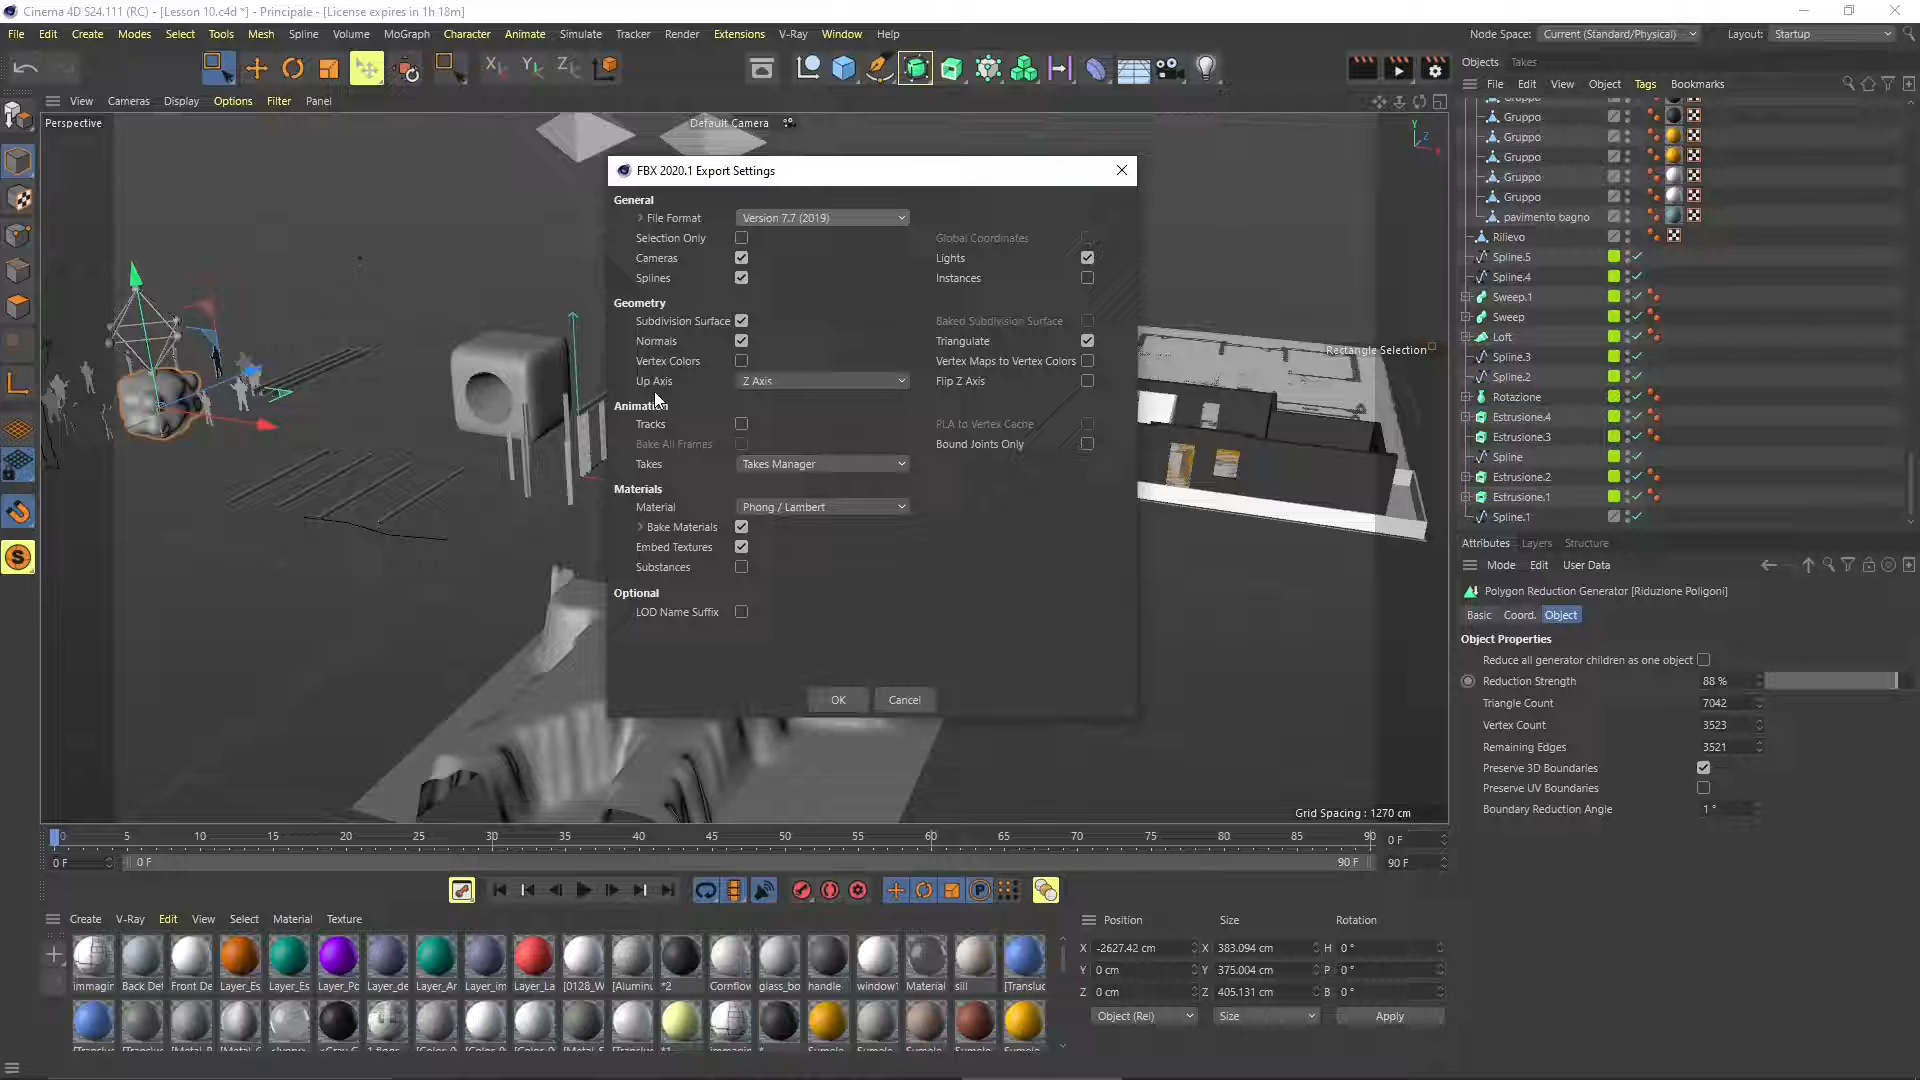 Cinema 4D S24.111 (RC) - [Lesson 10.c4d *] - Principale - [License expires in 1h 18m]
File Edit Create Modes Select Tools Mesh Spline Volume MoGraph Character Animate Simulate Tracker Render Extensions V-Ray Window Help
Node Space: Current (Standard/Physical) Layout: Startup
View Cameras Display Options Filter Panel
Perspective
Default Camera
Rectangle Selection
Grid Spacing : 1270 cm
FBX 2020.1 Export Settings
General
File Format Version 7.7 (2019)
Selection Only Global Coordinates
Cameras Lights
Splines Instances
Geometry
Subdivision Surface Baked Subdivision Surface
Normals Triangulate
Vertex Colors Vertex Maps to Vertex Colors
Up Axis Z Axis Flip Z Axis
Animation
Tracks PLA to Vertex Cache
Bake All Frames Bound Joints Only
Takes Takes Manager
Materials
Material Phong / Lambert
Bake Materials
Embed Textures
Substances
Optional
LOD Name Suffix
OK Cancel
Objects Takes
File Edit View Object Tags Bookmarks
Gruppo
Gruppo
Gruppo
Gruppo
Gruppo
Gruppo
pavimento bagno
Rilievo
Spline.5
Spline.4
Sweep.1
Sweep
Loft
Spline.3
Spline.2
Rotazione
Estrusione.4
Estrusione.3
Spline
Estrusione.2
Estrusione.1
Spline.1
Attributes Layers Structure
Mode Edit User Data
Polygon Reduction Generator [Riduzione Poligoni]
Basic Coord. Object
Object Properties
Reduce all generator children as one object
Reduction Strength 88 %
Triangle Count 7042
Vertex Count 3523
Remaining Edges 3521
Preserve 3D Boundaries
Preserve UV Boundaries
Boundary Reduction Angle 1 °
0 5 10 15 20 25 30 35 40 45 50 55 60 65 70 75 80 85 90 0 F
0 F 0 F 90 F 90 F
Create V-Ray Edit View Select Material Texture
immagin Back Det Front De Layer_Es Layer_Es Layer_Po Layer_de Layer_Ar Layer_im Layer_La [0128_W [Aluminu *2 Cornflow glass_bo handle window1 Material sill [Transluc
Position Size Rotation
X -2627.42 cm X 383.094 cm H 0 °
Y 0 cm Y 375.004 cm P 0 °
Z 0 cm Z 405.131 cm B 0 °
Object (Rel) Size Apply